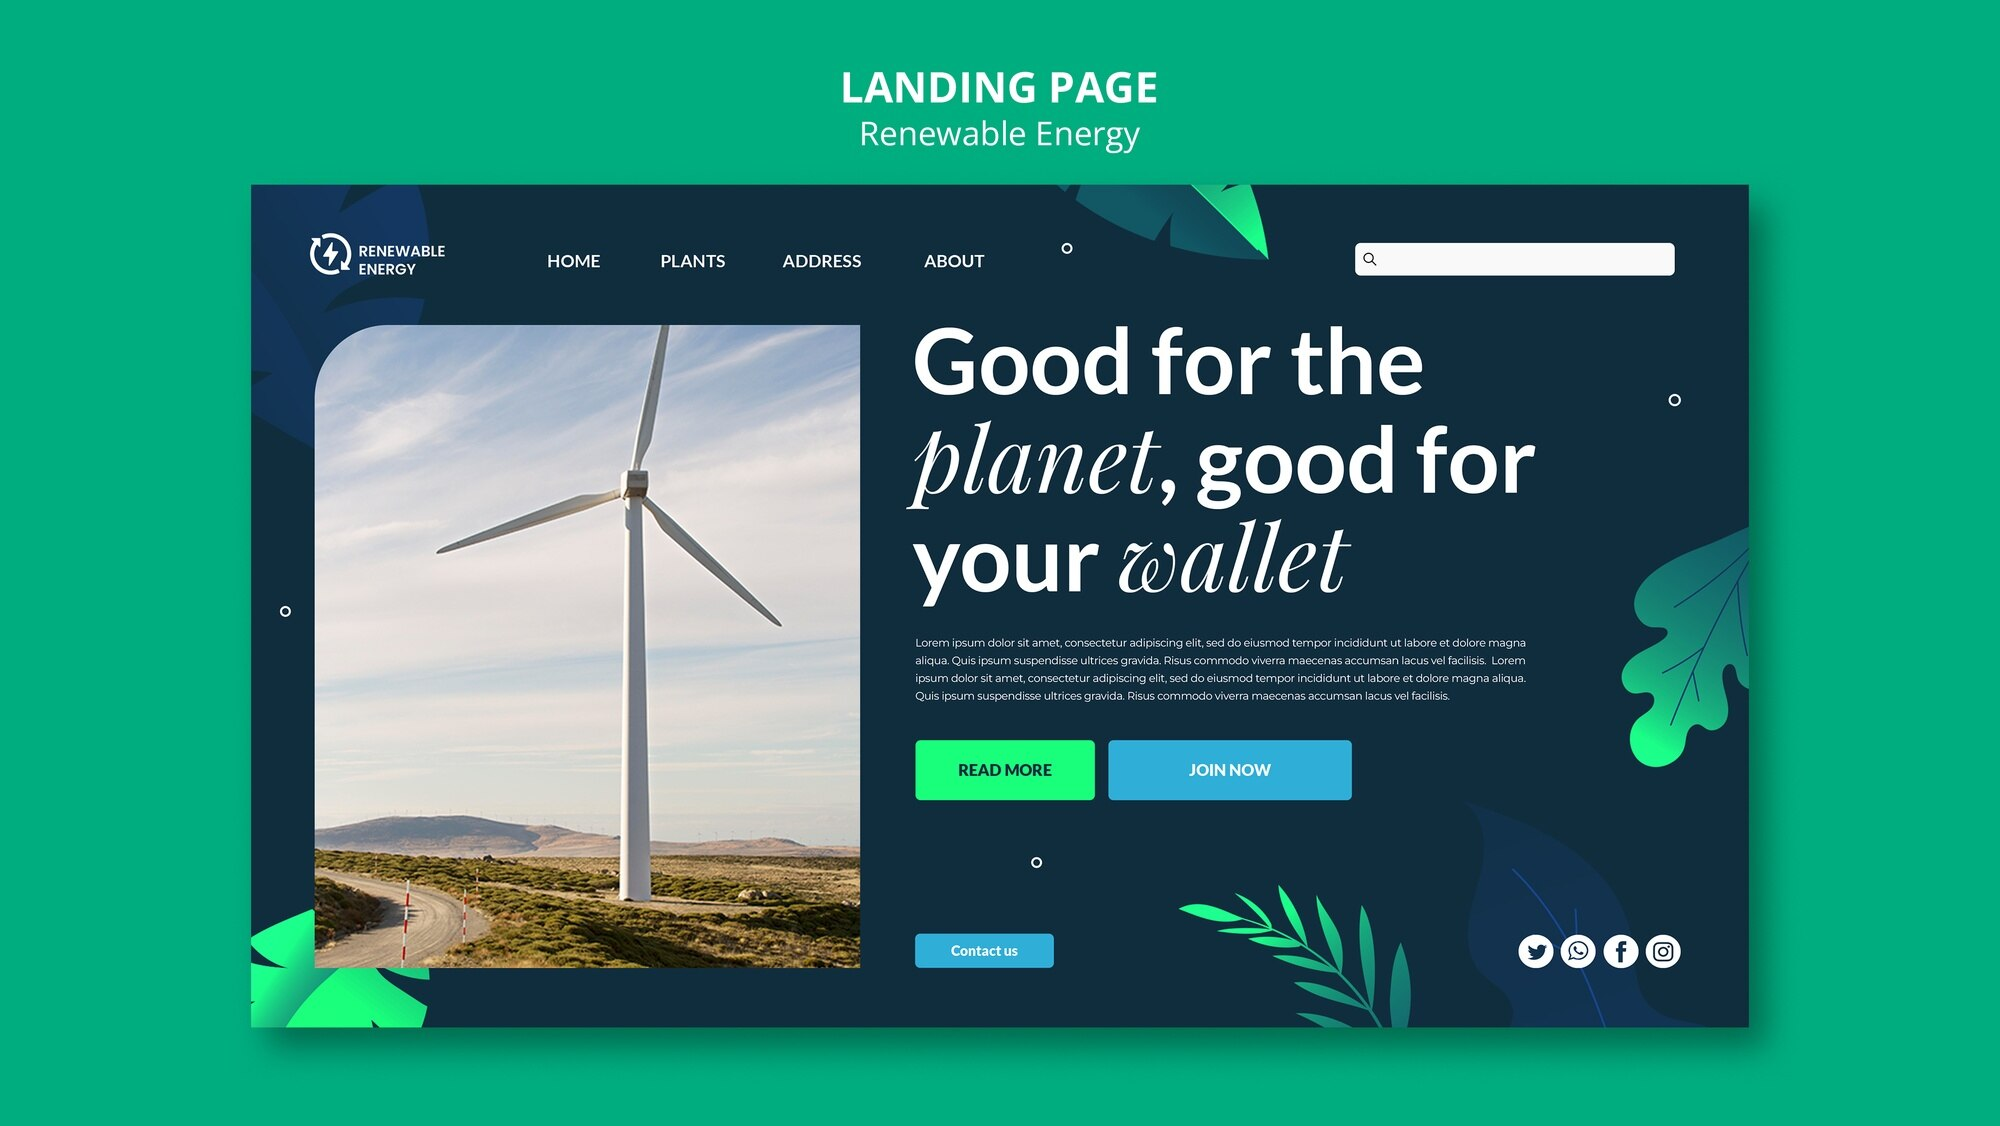 LANDING PAGE
Renewable Energy
RENEWABLE
ENERGY
HOME
PLANTS
ADDRESS
ABOUT
Good for the
planet, good for
your wallet
Lorem ipsum dolor sit amet, consectetur adipiscing elit, sed do eiusmod tempor incididunt ut labore et dolore magna
aliqua. Quis ipsum suspendisse ultrices gravida. Risus commodo viverra maecenas accumsan lacus vel facilisis. Lorem
ipsum dolor sit amet, consectetur adipiscing elit, sed do eiusmod tempor incididunt ut labore et dolore magna aliqua.
Quis ipsum suspendisse ultrices gravida. Risus commodo viverra maecenas accumsan lacus vel facilisis.
READ MORE
JOIN NOW
Contact us